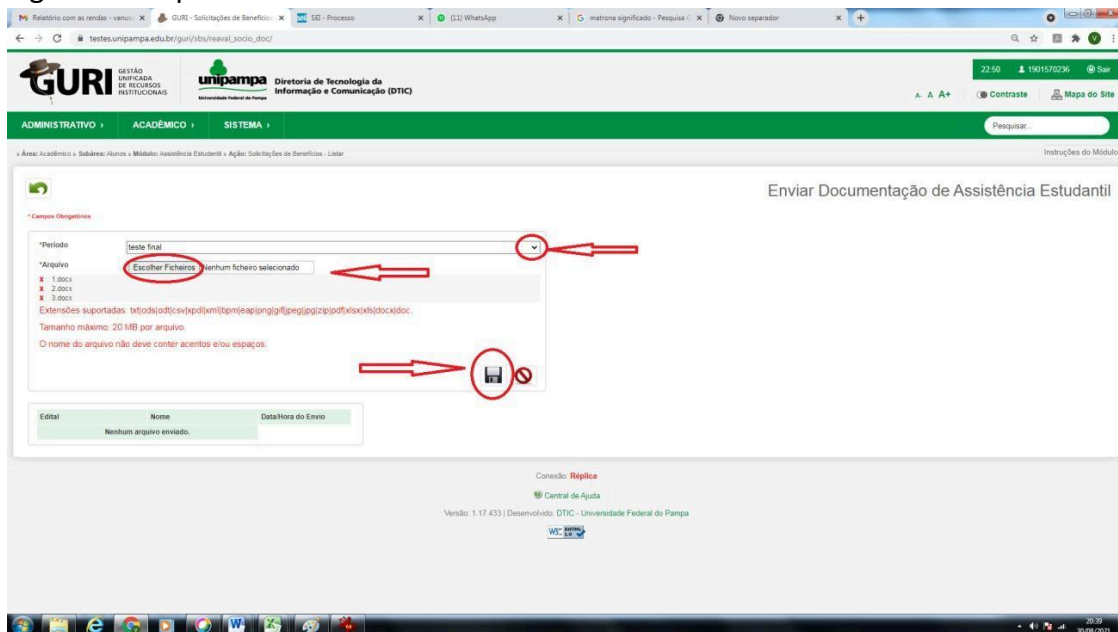 Relatório com as rendas - vanus
GURI - Solicitações de Benefício
SEI - Processo
(11) WhatsApp
matrona significado - Pesquisa G
Novo separador
testes.unipampa.edu.br/guri/sbs/reaval_socio_doc/
GURI
GESTÃO
UNIFICADA
DE RECURSOS
INSTITUCIONAIS
unipampa
Universidade Federal do Pampa
Diretoria de Tecnologia da
Informação e Comunicação (DTIC)
22:50 1901570236 Sair
A- A A+ Contraste Mapa do Site
ADMINISTRATIVO › ACADÊMICO › SISTEMA ›
Pesquisar...
» Área: Acadêmico » Subárea: Alunos » Módulo: Assistência Estudantil » Ação: Solicitações de Benefícios - Listar
Instruções do Módulo
Enviar Documentação de Assistência Estudantil
* Campos Obrigatórios
*Período teste final
*Arquivo Escolher Ficheiros Nenhum ficheiro selecionado
X 1.docx
X 2.docx
X 3.docx
Extensões suportadas: txt|ods|odt|csv|xpdl|xml|bpm|eap|png|gif|jpeg|jpg|zip|pdf|xlsx|xls|docx|doc.
Tamanho máximo: 20 MB por arquivo.
O nome do arquivo não deve conter acentos e/ou espaços.
Edital Nome Data/Hora do Envio
Nenhum arquivo enviado.
Conexão: Réplica
Central de Ajuda
Versão: 1.17.433 | Desenvolvido: DTIC - Universidade Federal do Pampa
W3C XHTML 1.0
20:39
30/08/2021